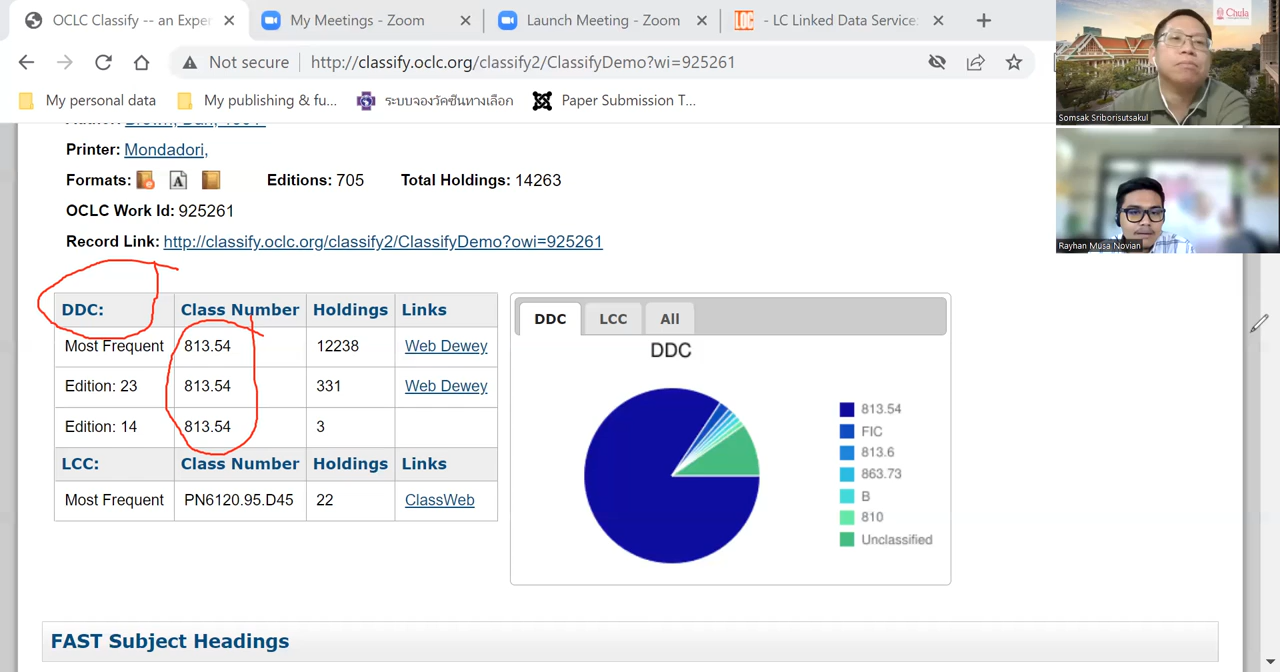 OCLC Classify -- an Exper
My Meetings - Zoom
Launch Meeting - Zoom
LOC
- LC Linked Data Service:
Chula
Not secure
http://classify.oclc.org/classify2/ClassifyDemo?wi=925261
My personal data
My publishing & fu...
ระบบจองวัคซีนทางเลือก
Paper Submission T...
Somsak Sriborisutsakul
Rayhan Musa Novian
Printer: Mondadori,
Formats:
Editions: 705
Total Holdings: 14263
OCLC Work Id: 925261
Record Link: http://classify.oclc.org/classify2/ClassifyDemo?owi=925261
DDC: Class Number Holdings Links
Most Frequent 813.54 12238 Web Dewey
Edition: 23 813.54 331 Web Dewey
Edition: 14 813.54 3
LCC: Class Number Holdings Links
Most Frequent PN6120.95.D45 22 ClassWeb
DDC LCC All
DDC
813.54
FIC
813.6
863.73
B
810
Unclassified
FAST Subject Headings